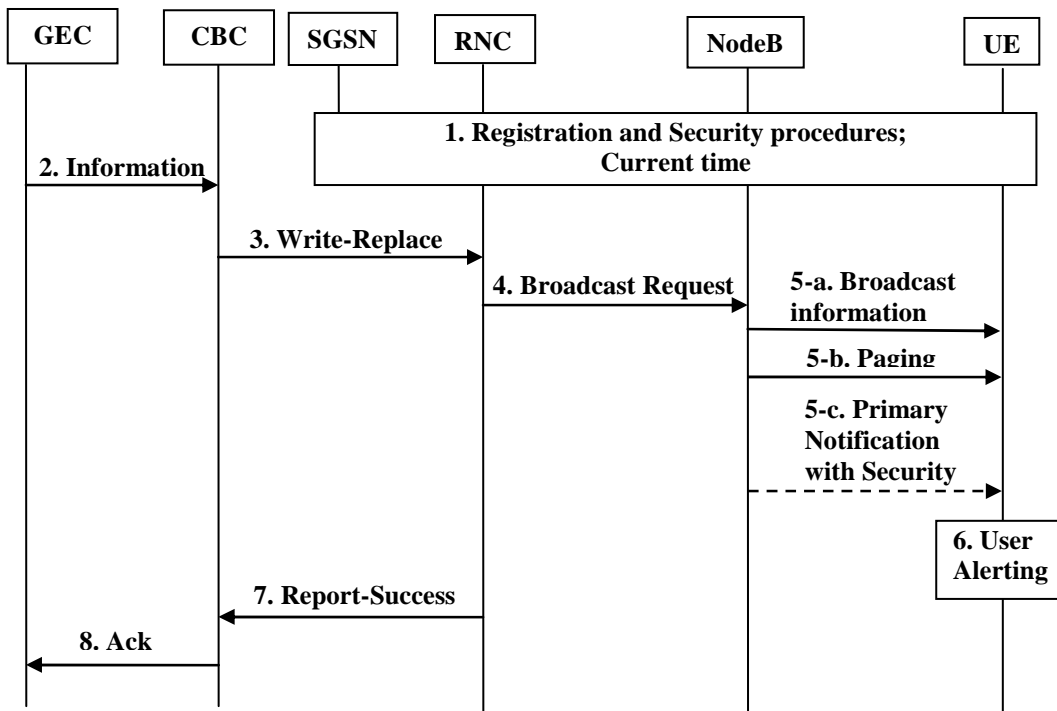 GEC
CBC
SGSN
RNC
NodeB
UE
1. Registration and Security procedures;
Current time
2. Information
3. Write-Replace
4. Broadcast Request
5-a. Broadcast
information
5-b. Paging
5-c. Primary
Notification
with Security
6. User
Alerting
7. Report-Success
8. Ack